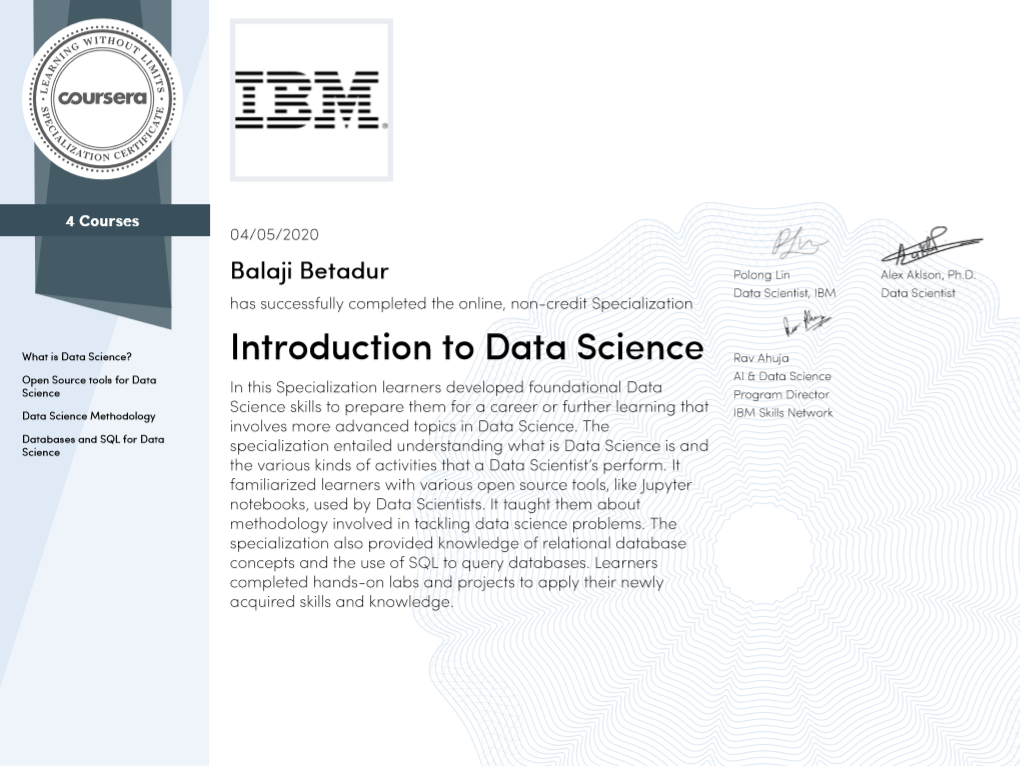 LEARNING WITHOUT LIMITS
coursera
SPECIALIZATION CERTIFICATE
4 Courses
What is Data Science?
Open Source tools for Data
Science
Data Science Methodology
Databases and SQL for Data
Science
IBM®
04/05/2020
Balaji Betadur
has successfully completed the online, non-credit Specialization
Introduction to Data Science
In this Specialization learners developed foundational Data
Science skills to prepare them for a career or further learning that
involves more advanced topics in Data Science. The
specialization entailed understanding what is Data Science is and
the various kinds of activities that a Data Scientist's perform. It
familiarized learners with various open source tools, like Jupyter
notebooks, used by Data Scientists. It taught them about
methodology involved in tackling data science problems. The
specialization also provided knowledge of relational database
concepts and the use of SQL to query databases. Learners
completed hands-on labs and projects to apply their newly
acquired skills and knowledge.
Polong Lin
Data Scientist, IBM
Alex Aklson, Ph.D.
Data Scientist
Rav Ahuja
AI & Data Science
Program Director
IBM Skills Network